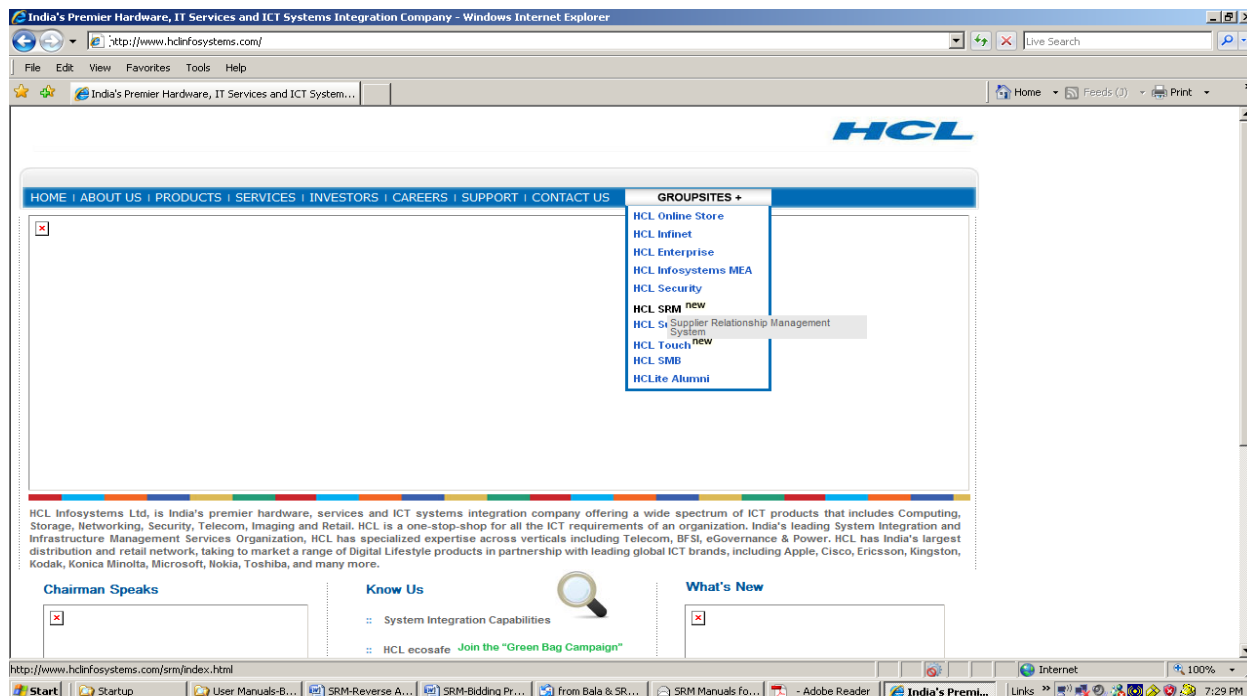 India's Premier Hardware, IT Services and ICT Systems Integration Company - Windows Internet Explorer
http://www.hclinfosystems.com/
Live Search
File Edit View Favorites Tools Help
India's Premier Hardware, IT Services and ICT System...
Home Feeds (J) Print
HCL
HOME | ABOUT US | PRODUCTS | SERVICES | INVESTORS | CAREERS | SUPPORT | CONTACT US GROUPSITES +
HCL Online Store
HCL Infinet
HCL Enterprise
HCL Infosystems MEA
HCL Security
HCL SRM new
Supplier Relationship Management
System
HCL
HCL Touch new
HCL SMB
HCLite Alumni
HCL Infosystems Ltd, is India's premier hardware, services and ICT systems integration company offering a wide spectrum of ICT products that includes Computing,
Storage, Networking, Security, Telecom, Imaging and Retail. HCL is a one-stop-shop for all the ICT requirements of an organization. India's leading System Integration and
Infrastructure Management Services Organization, HCL has specialized expertise across verticals including Telecom, BFSI, eGovernance & Power. HCL has India's largest
distribution and retail network, taking to market a range of Digital Lifestyle products in partnership with leading global ICT brands, including Apple, Cisco, Ericsson, Kingston,
Kodak, Konica Minolta, Microsoft, Nokia, Toshiba, and many more.
Chairman Speaks
Know Us
What's New
:: System Integration Capabilities
:: HCL ecosafe Join the "Green Bag Campaign"
http://www.hclinfosystems.com/srm/index.html
Internet 100%
Start Startup User Manuals-B... SRM-Reverse A... SRM-Bidding Pr... from Bala & SR... SRM Manuals fo... - Adobe Reader India's Premi... Links » 7:29 PM